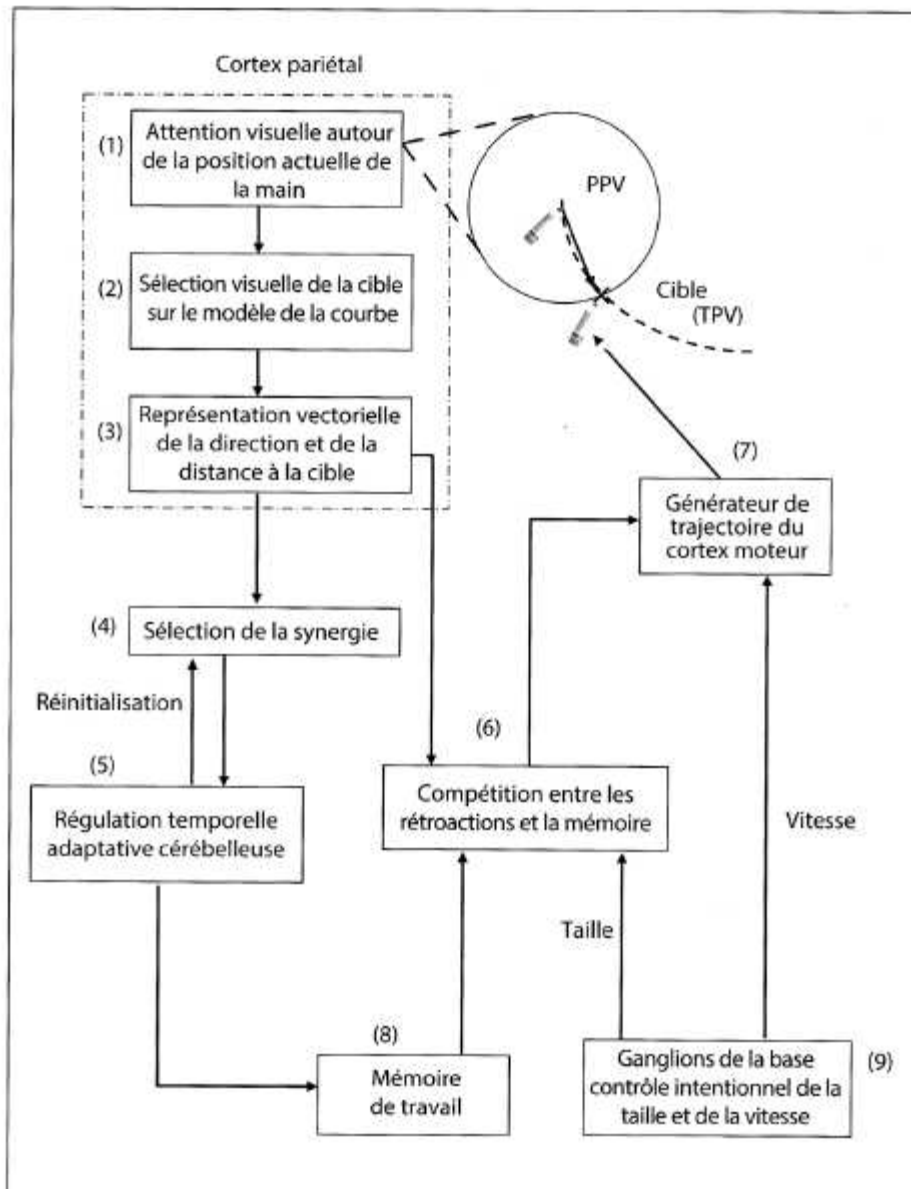 Cortex pariétal
(1)
Attention visuelle autour
de la position actuelle de
la main
PPV
(2)
Sélection visuelle de la cible
sur le modèle de la courbe
Cible
(TPV)
(3)
Représentation vectorielle
de la direction et de la
distance à la cible
(7)
Générateur de
trajectoire du
cortex moteur
(4)
Sélection de la synergie
Réinitialisation
(5)
Régulation temporelle
adaptative cérébelleuse
(6)
Compétition entre les
rétroactions et la mémoire
Vitesse
Taille
(8)
Mémoire
de travail
Ganglions de la base
contrôle intentionnel de la
taille et de la vitesse
(9)